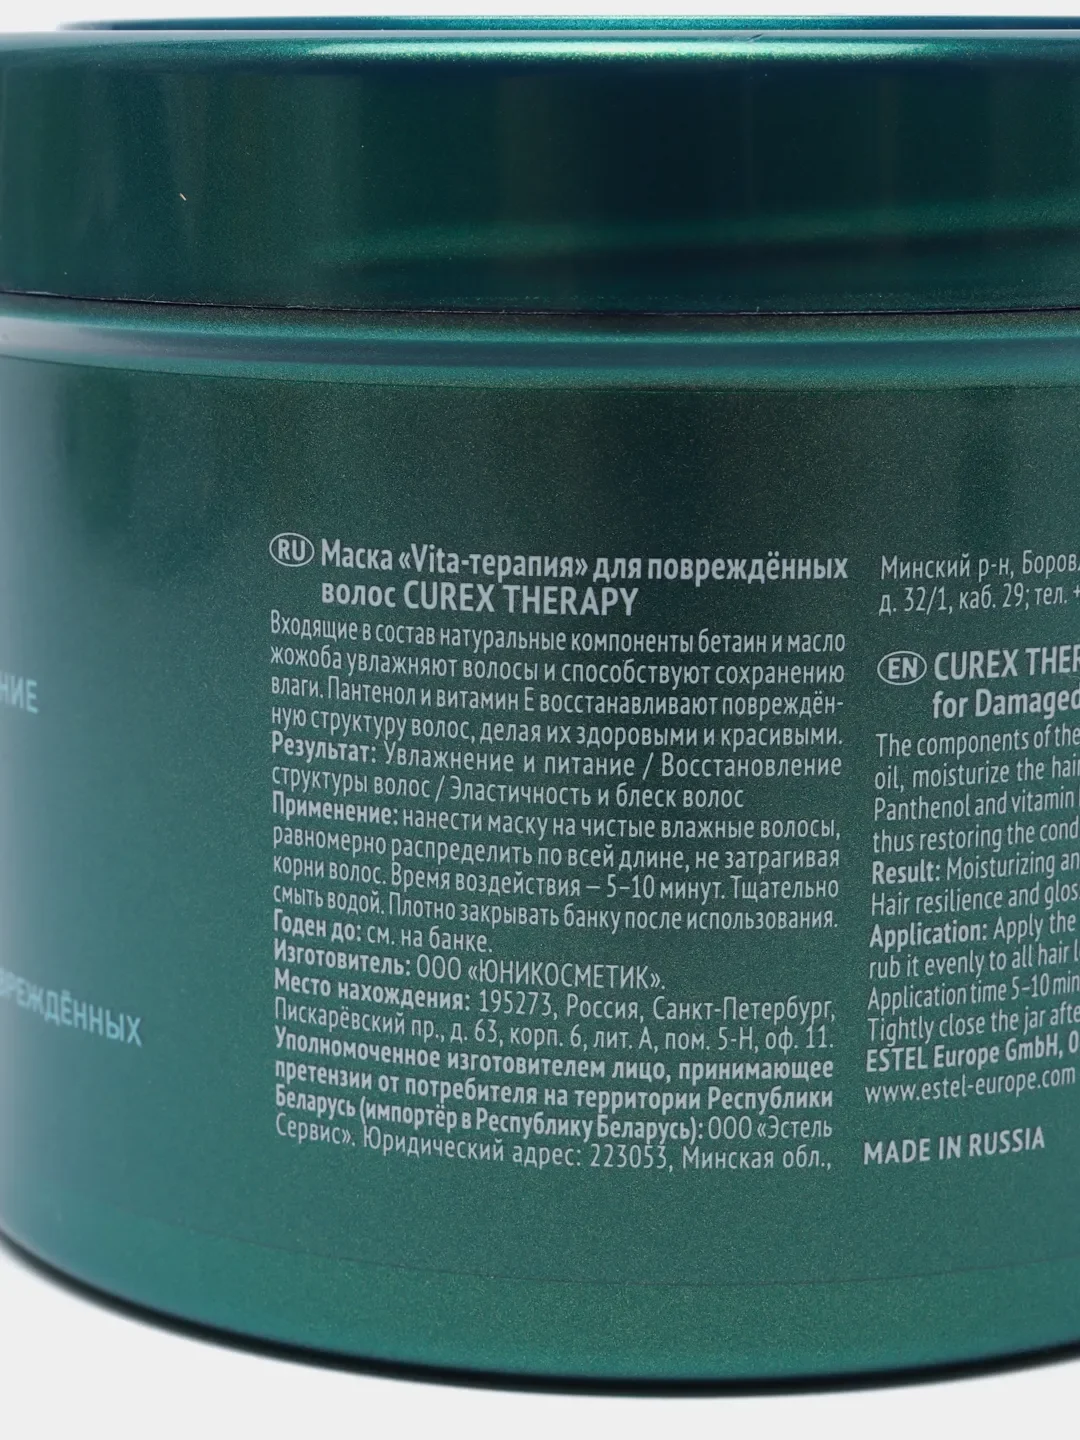 НИЕ
ВРЕЖДЁННЫХ
RU Маска «Vita-терапия» для повреждённых
волос CUREX THERAPY
Входящие в состав натуральные компоненты бетаин и масло
жожоба увлажняют волосы и способствуют сохранению
влаги. Пантенол и витамин Е восстанавливают повреждён-
ную структуру волос, делая их здоровыми и красивыми.
Результат: Увлажнение и питание / Восстановление
структуры волос / Эластичность и блеск волос
Применение: нанести маску на чистые влажные волосы,
равномерно распределить по всей длине, не затрагивая
корни волос. Время воздействия – 5–10 минут. Тщательно
смыть водой. Плотно закрывать банку после использования.
Годен до: см. на банке.
Изготовитель: ООО «ЮНИКОСМЕТИК».
Место нахождения: 195273, Россия, Санкт-Петербург,
Пискарёвский пр., д. 63, корп. 6, лит. А, пом. 5-Н, оф. 11.
Уполномоченное изготовителем лицо, принимающее
претензии от потребителя на территории Республики
Беларусь (импортёр в Республику Беларусь): ООО «Эстель
Сервис». Юридический адрес: 223053, Минская обл.,
Минский р-н, Боров
д. 32/1, каб. 29; тел. +
EN CUREX THER
for Damaged
The components of the
oil, moisturize the hair
Panthenol and vitamin
thus restoring the cond
Result: Moisturizing an
Hair resilience and glos
Application: Apply the
rub it evenly to all hair l
Application time 5–10 min
Tightly close the jar afte
ESTEL Europe GmbH, 0
www.estel-europe.com
MADE IN RUSSIA